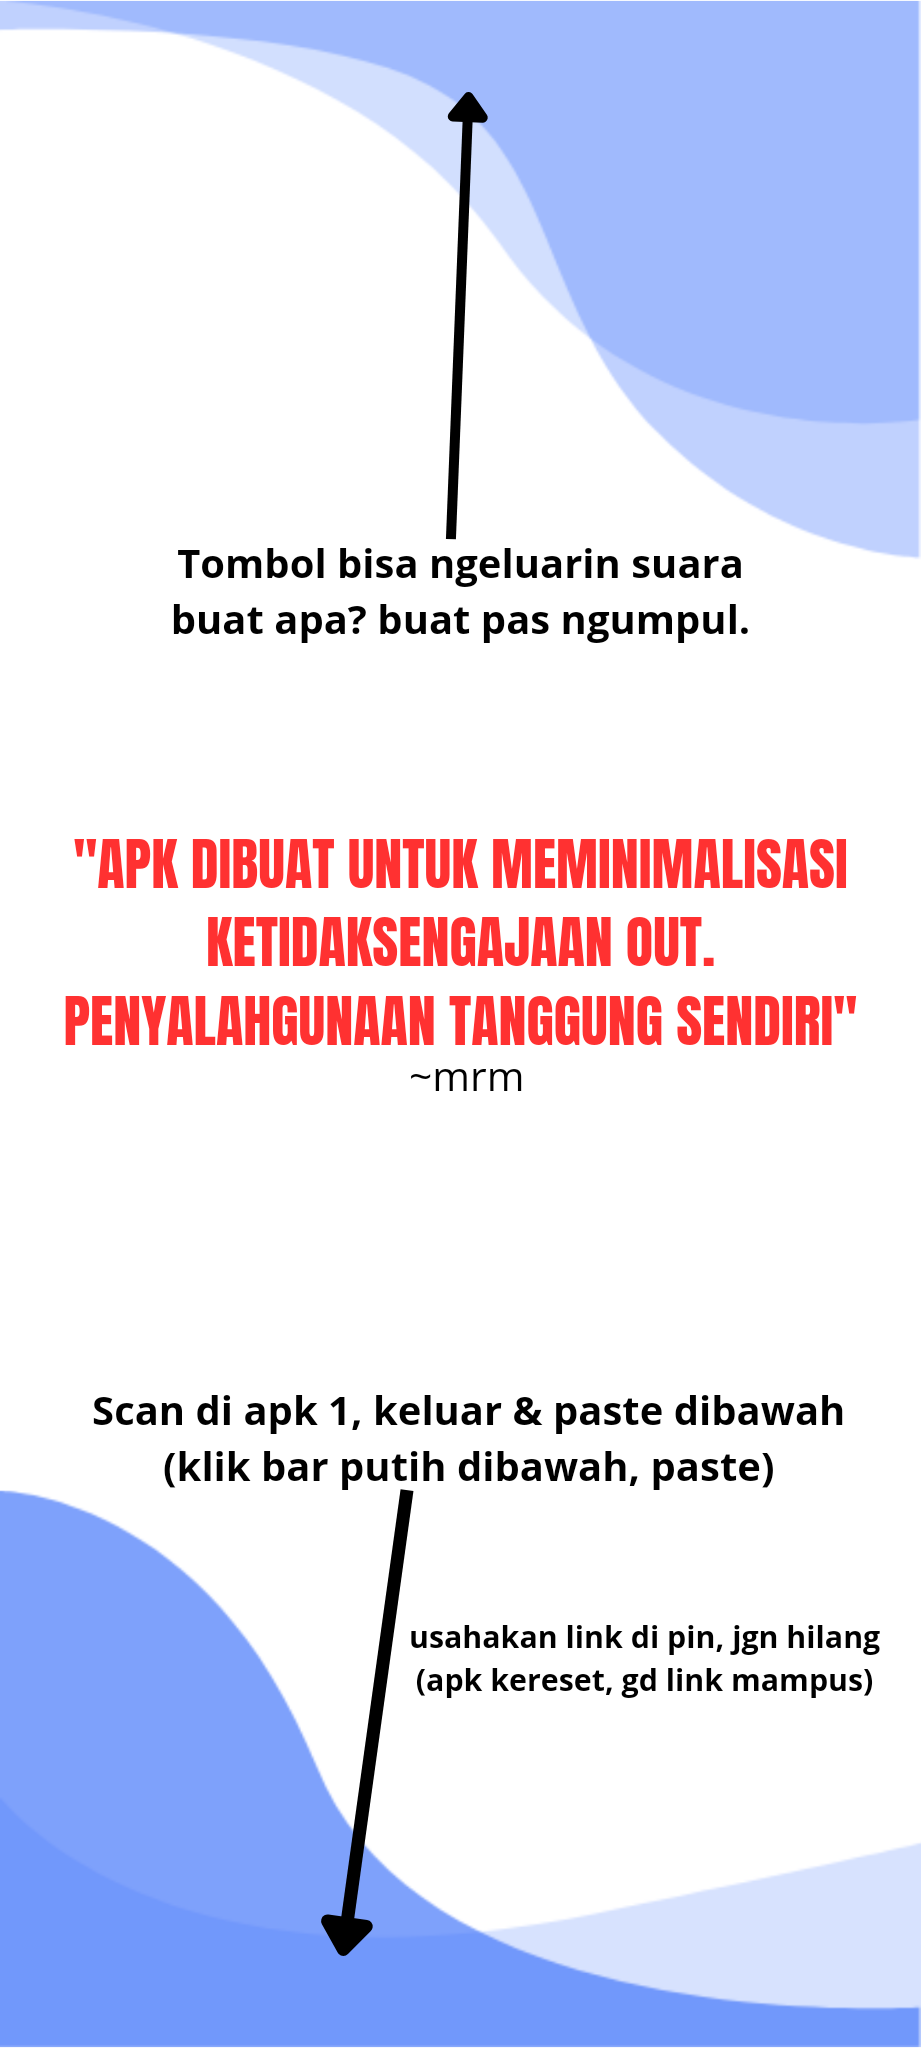 Tombol bisa ngeluarin suara
buat apa? buat pas ngumpul.
"APK DIBUAT UNTUK MEMINIMALISASI
KETIDAKSENGAJAAN OUT.
PENYALAHGUNAAN TANGGUNG SENDIRI"
~mrm
Scan di apk 1, keluar & paste dibawah
(klik bar putih dibawah, paste)
usahakan link di pin, jgn hilang
(apk kereset, gd link mampus)